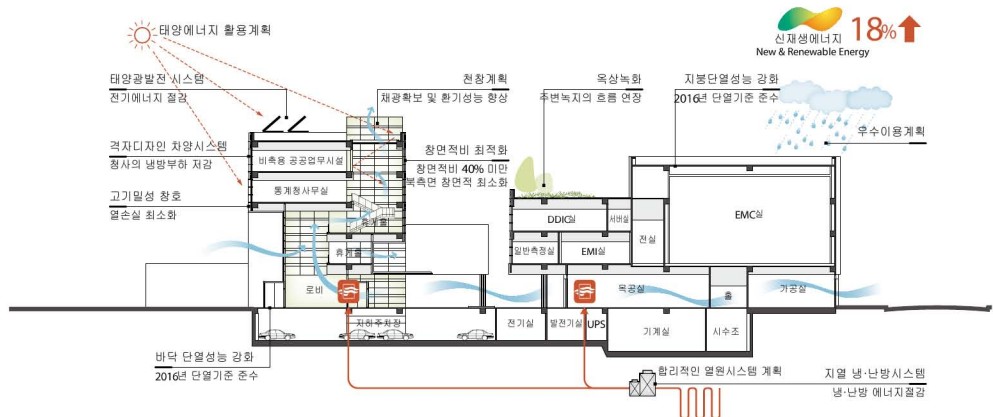 태양에너지 활용계획
신재생에너지 18%
New & Renewable Energy
태양광발전 시스템
전기에너지 절감
천창계획
채광확보 및 환기성능 향상
옥상녹화
주변녹지의 흐름 연장
지붕단열성능 강화
2016년 단열기준 준수
우수이용계획
격자디자인 차양시스템
청사의 냉방부하 저감
비축용 공공업무시설
창면적비 최적화
창면적비 40% 미만
북측면 창면적 최소화
고기밀성 창호
열손실 최소화
통계청사무실
휴게홀
휴게홀
로비
DDIC실
서버실
전실
EMC실
일반측정실
EMI실
목공실
홀
가공실
지하주차장
전기실
발전기실
UPS
기계실
시수조
바닥 단열성능 강화
2016년 단열기준 준수
합리적인 열원시스템 계획
지열 냉·난방시스템
냉·난방 에너지절감